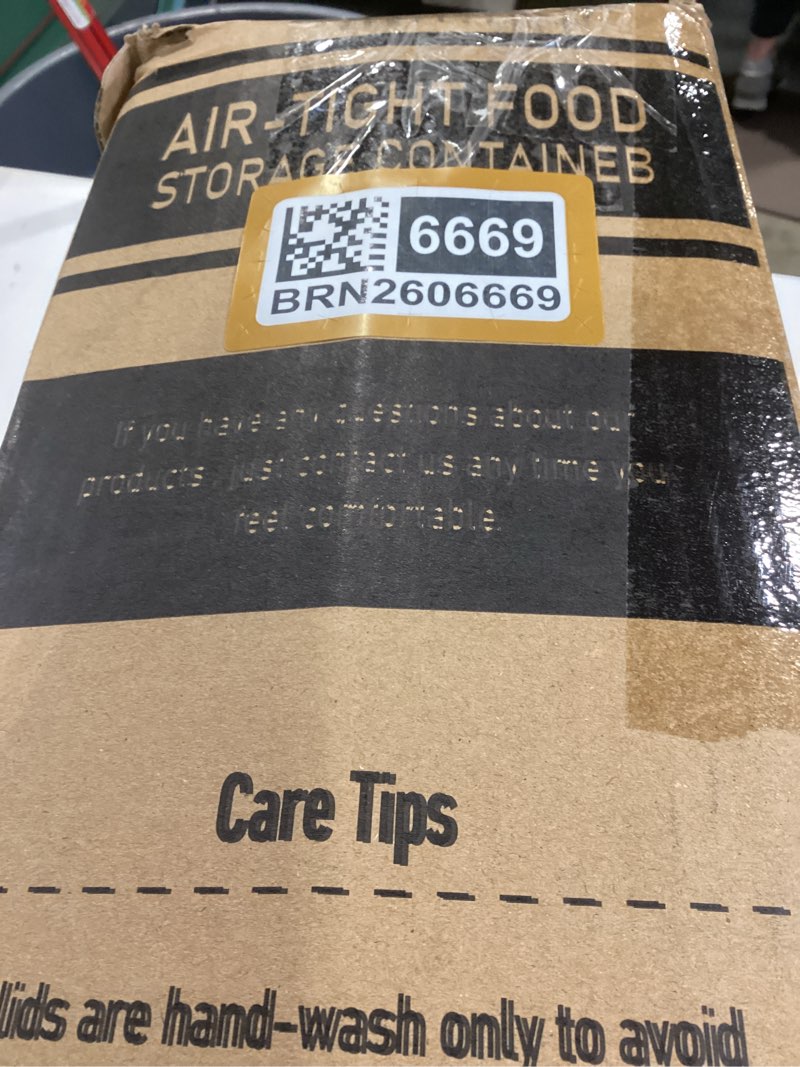 AIR-TIGHT FOOD
STORAGE CONTAINEB
6669
BRN2606669
If you have any questions about our
products , just contact us any time you
feel comfortable.
Care Tips
lids are hand-wash only to avoid